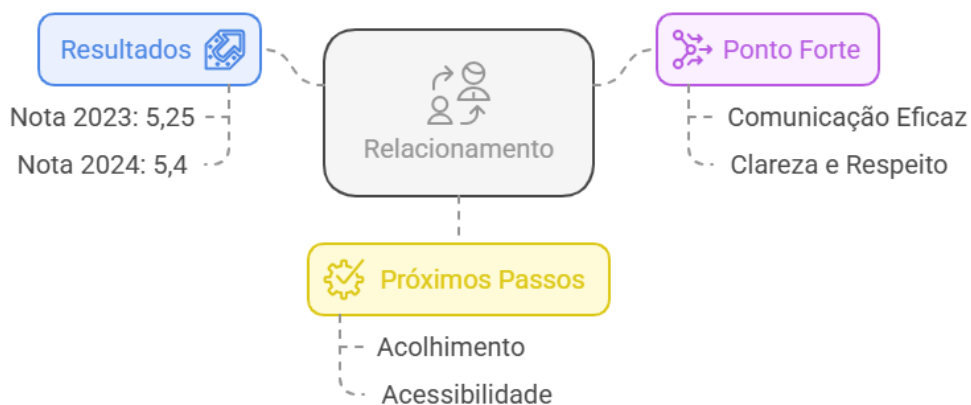 Resultados
Nota 2023: 5,25
Nota 2024: 5,4
Relacionamento
Ponto Forte
Comunicação Eficaz
Clareza e Respeito
Próximos Passos
Acolhimento
Acessibilidade